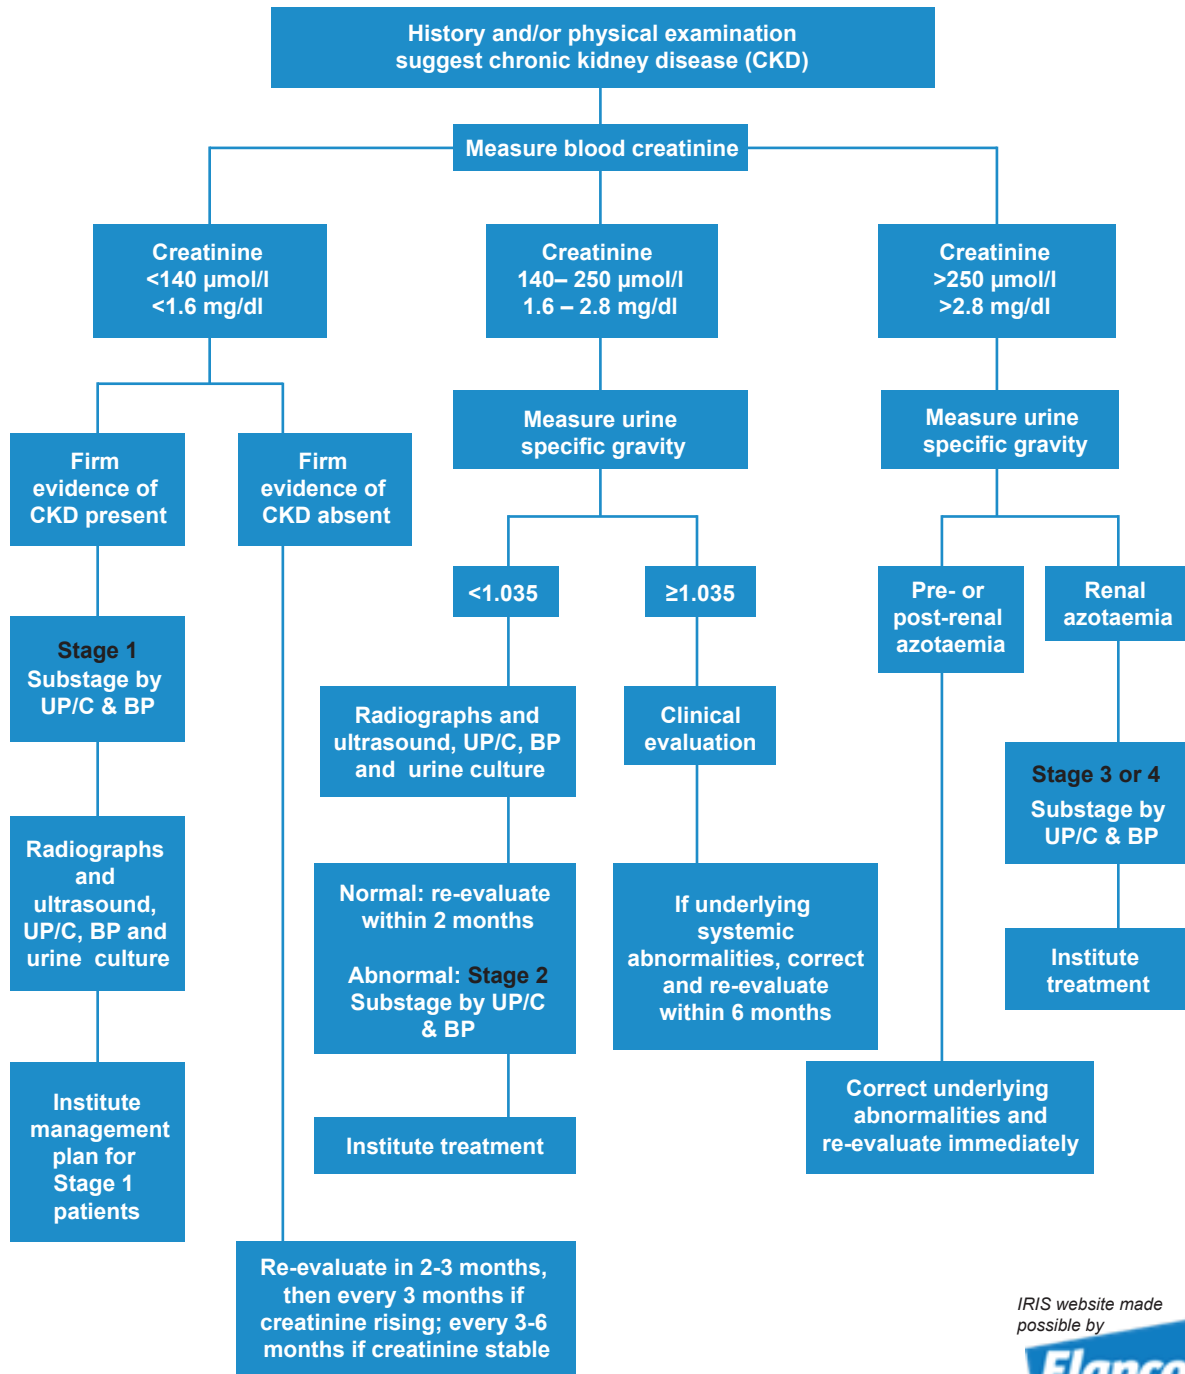 History and/or physical examination
suggest chronic kidney disease (CKD)
Measure blood creatinine
Creatinine
<140 µmol/l
<1.6 mg/dl
Creatinine
140– 250 µmol/l
1.6 – 2.8 mg/dl
Creatinine
>250 µmol/l
>2.8 mg/dl
Firm
evidence of
CKD present
Firm
evidence of
CKD absent
Measure urine
specific gravity
Measure urine
specific gravity
<1.035
≥1.035
Pre- or
post-renal
azotaemia
Renal
azotaemia
Stage 1
Substage by
UP/C & BP
Radiographs and
ultrasound, UP/C, BP
and urine culture
Clinical
evaluation
Stage 3 or 4
Substage by
UP/C & BP
Radiographs
and
ultrasound,
UP/C, BP and
urine culture
Normal: re-evaluate
within 2 months
Abnormal: Stage 2
Substage by UP/C
& BP
If underlying
systemic
abnormalities, correct
and re-evaluate
within 6 months
Institute
treatment
Institute
management
plan for
Stage 1
patients
Institute treatment
Correct underlying
abnormalities and
re-evaluate immediately
Re-evaluate in 2-3 months,
then every 3 months if
creatinine rising; every 3-6
months if creatinine stable
IRIS website made
possible by
Elanco